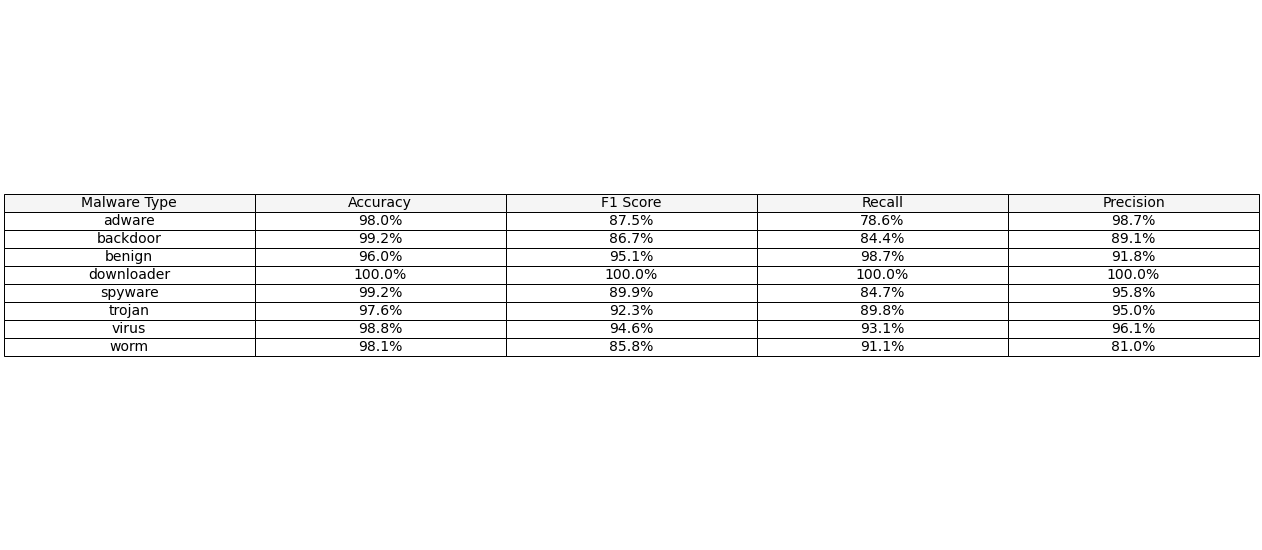 Malware Type Accuracy F1 Score Recall Precision
adware 98.0% 87.5% 78.6% 98.7%
backdoor 99.2% 86.7% 84.4% 89.1%
benign 96.0% 95.1% 98.7% 91.8%
downloader 100.0% 100.0% 100.0% 100.0%
spyware 99.2% 89.9% 84.7% 95.8%
trojan 97.6% 92.3% 89.8% 95.0%
virus 98.8% 94.6% 93.1% 96.1%
worm 98.1% 85.8% 91.1% 81.0%